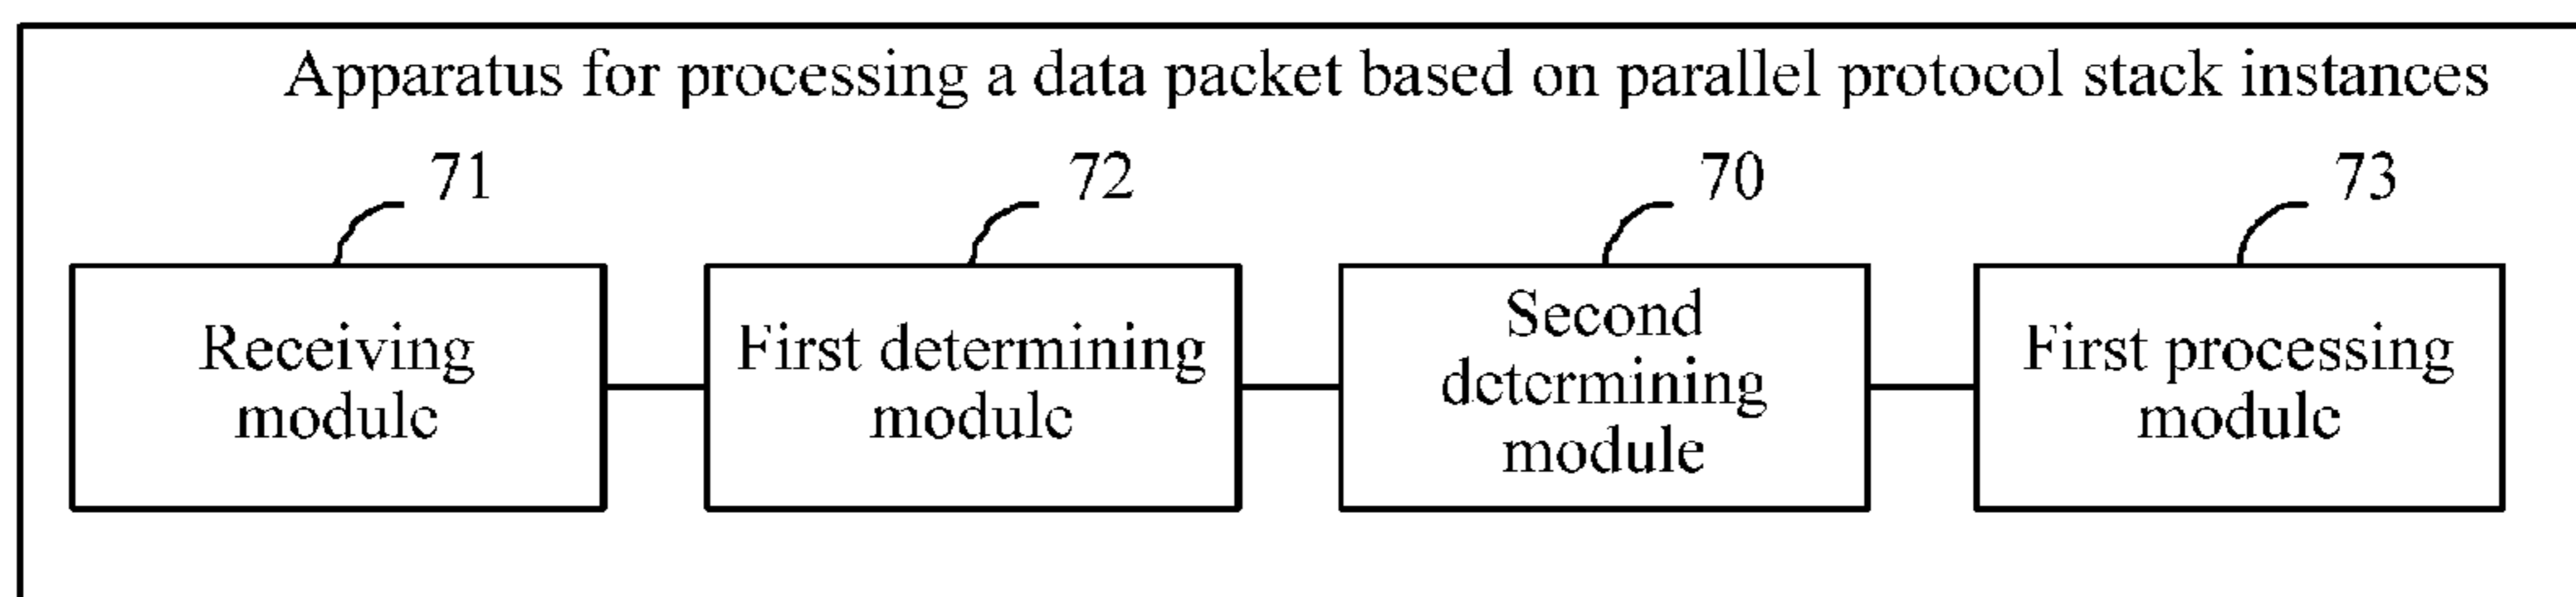 Apparatus for processing a data packet based on parallel protocol stack instances
71
72
70
73
Receiving
module
First determining
module
Second
determining
module
First processing
module